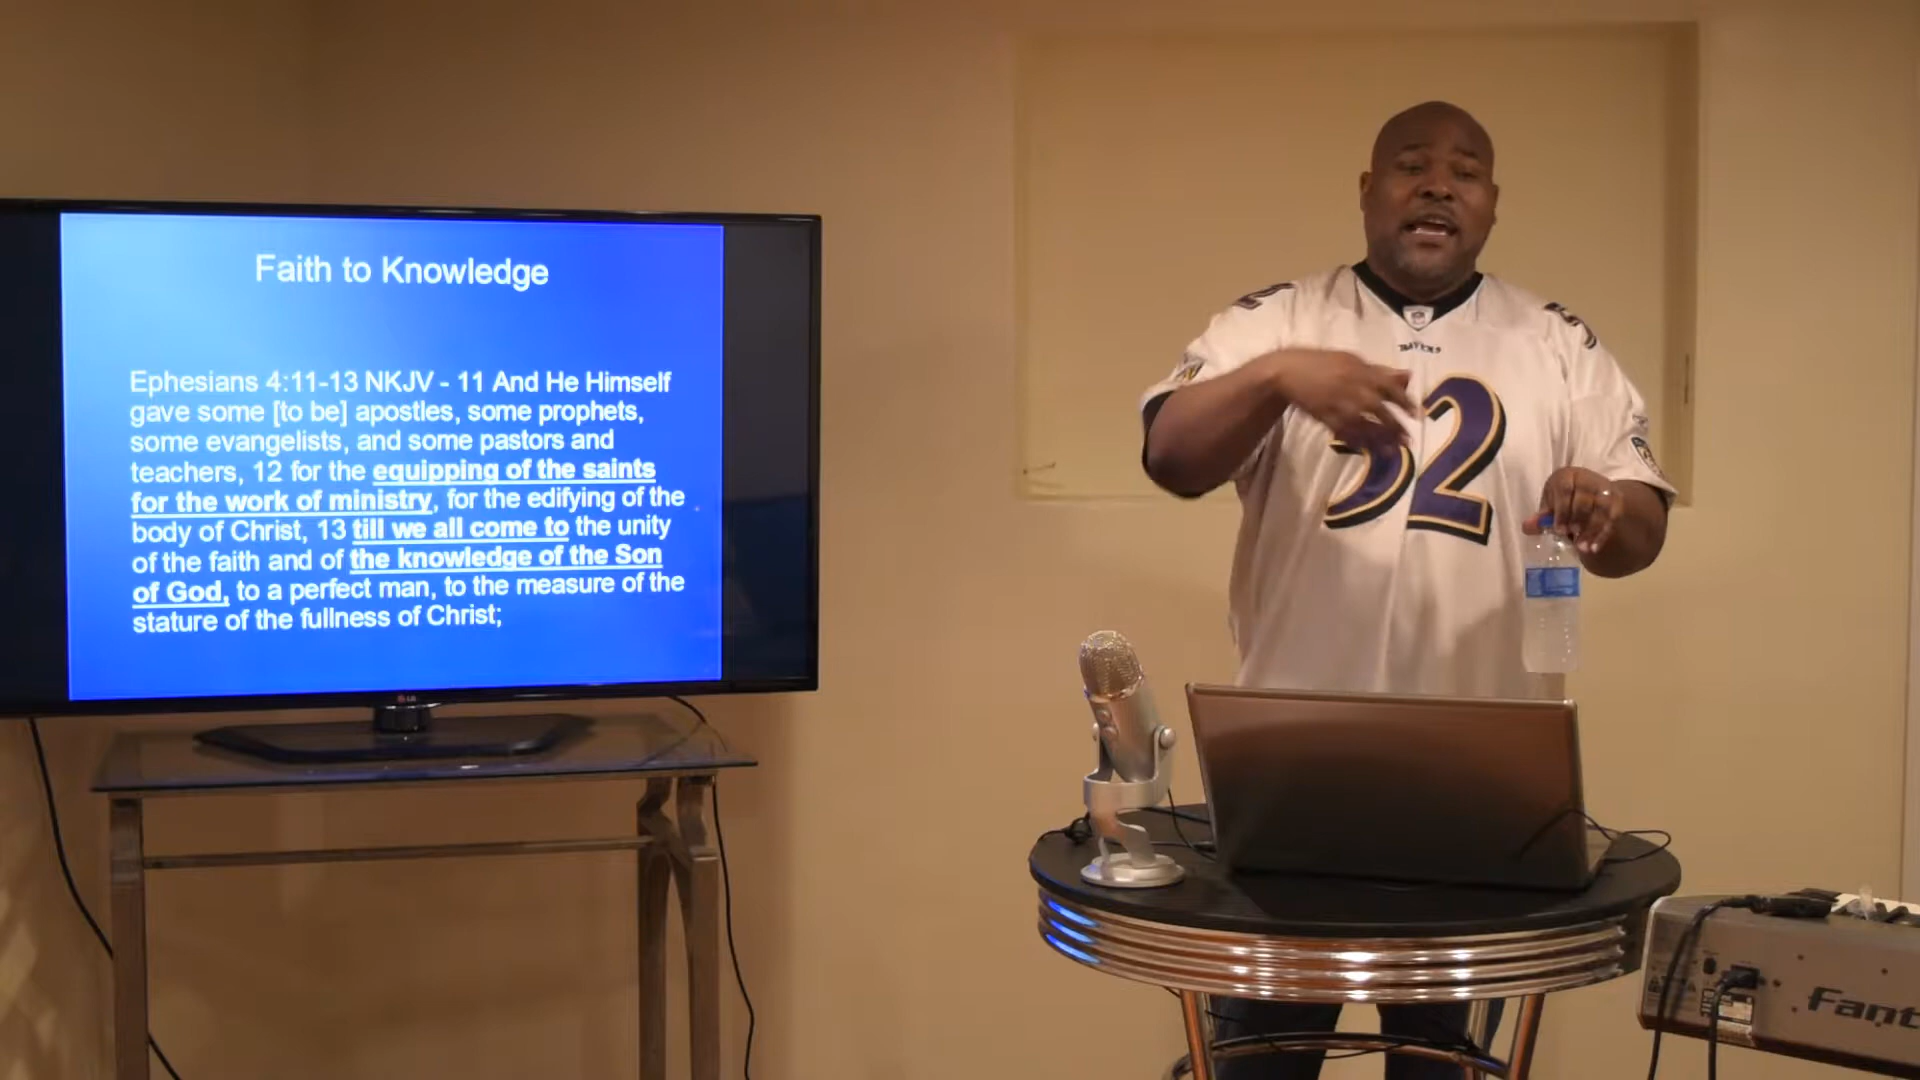 Faith to Knowledge
Ephesians 4:11-13 NKJV - 11 And He Himself
gave some [to be] apostles, some prophets,
some evangelists, and some pastors and
teachers, 12 for the equipping of the saints
for the work of ministry, for the edifying of the
body of Christ, 13 till we all come to the unity
of the faith and of the knowledge of the Son
of God, to a perfect man, to the measure of the
stature of the fullness of Christ;
LG
RAVENS
52
Fant